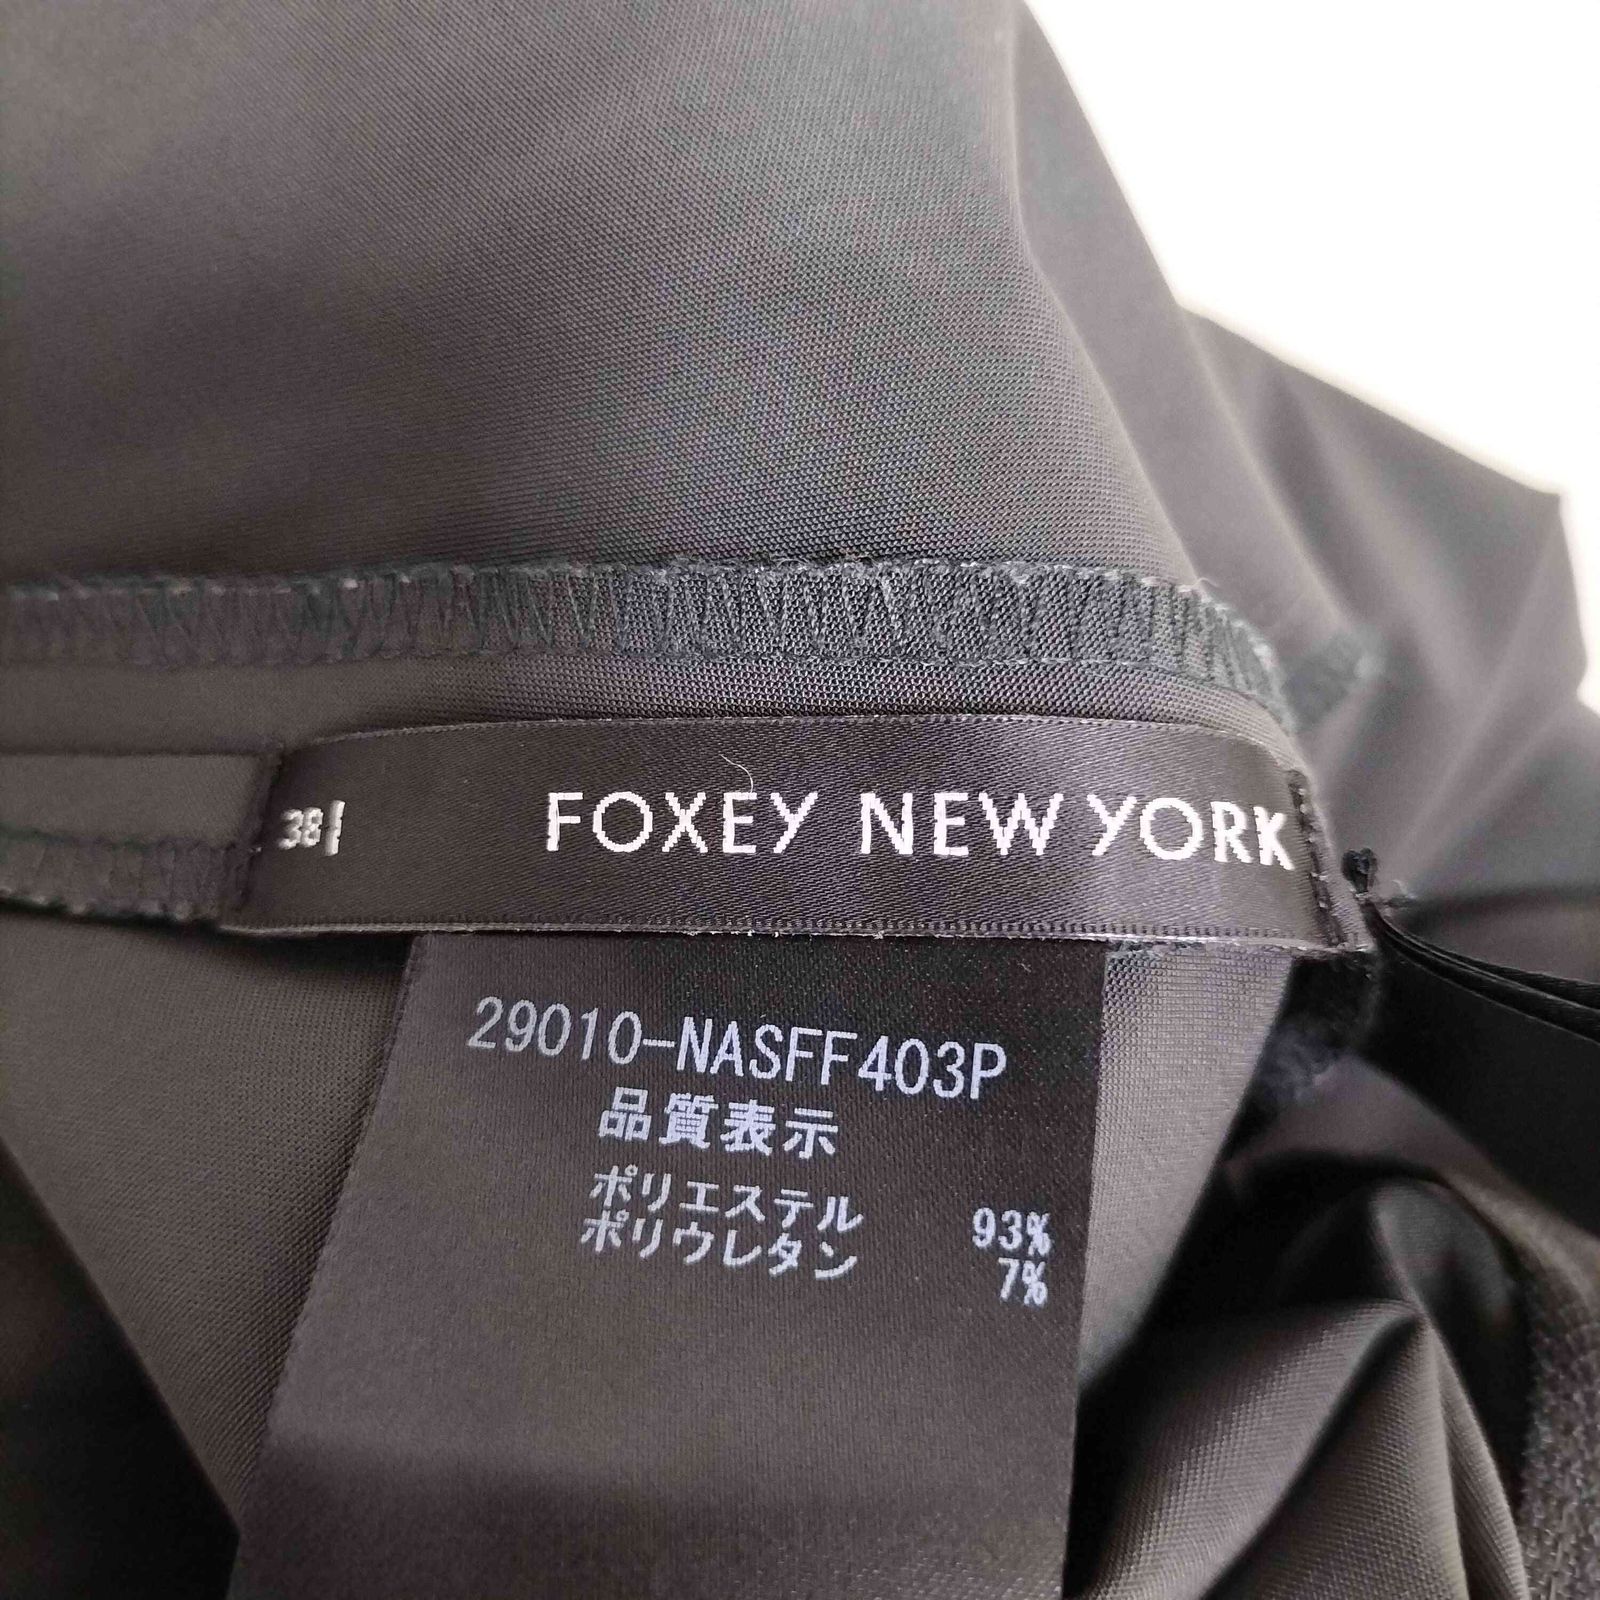 38
FOXEY NEW YORK
29010-NASFF403P
品質表示
ポリエステル 93%
ポリウレタン 7%